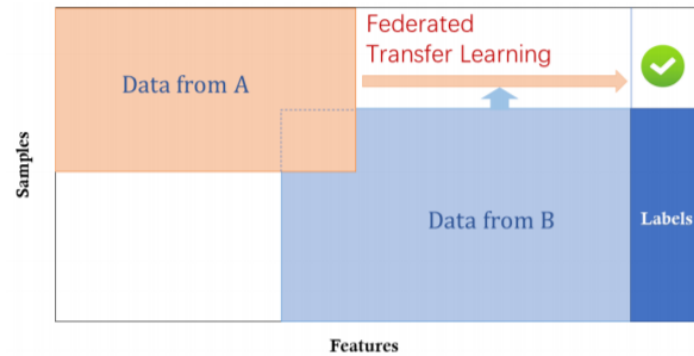 Federated
Transfer Learning
Data from A
Samples
Data from B
Labels
Features